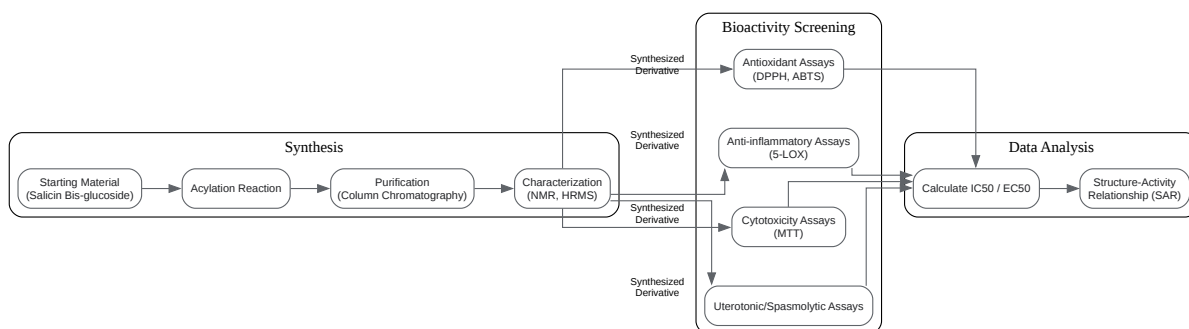 Synthesis
Starting Material
(Salicin Bis-glucoside)
Acylation Reaction
Purification
(Column Chromatography)
Characterization
(NMR, HRMS)
Synthesized
Derivative
Synthesized
Derivative
Synthesized
Derivative
Synthesized
Derivative
Bioactivity Screening
Antioxidant Assays
(DPPH, ABTS)
Anti-inflammatory Assays
(5-LOX)
Cytotoxicity Assays
(MTT)
Uterotonic/Spasmolytic Assays
Data Analysis
Calculate IC50 / EC50
Structure-Activity
Relationship (SAR)